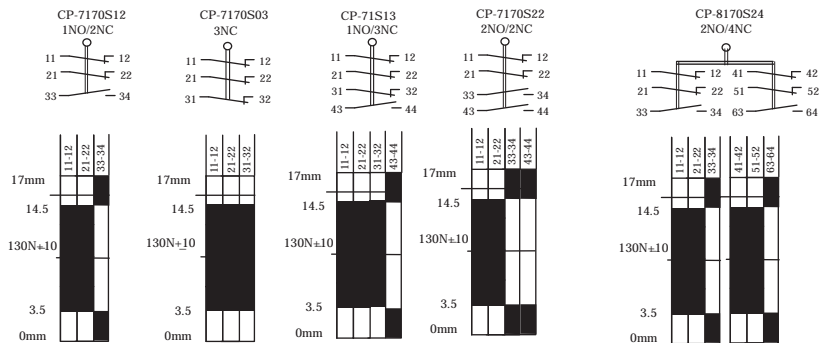 CP-7170S12
1NO/2NC
11
12
21
22
33
34
11-12
21-22
33-34
17mm
14.5
130N±10
3.5
0mm
CP-7170S03
3NC
11
12
21
22
31
32
11-12
21-22
31-32
17mm
14.5
130N±10
3.5
0mm
CP-71S13
1NO/3NC
11
12
21
22
31
32
43
44
11-12
21-22
31-32
43-44
17mm
14.5
130N±10
3.5
0mm
CP-7170S22
2NO/2NC
11
12
21
22
33
34
43
44
11-12
21-22
33-34
43-44
17mm
14.5
130N±10
3.5
0mm
CP-8170S24
2NO/4NC
11
12
41
42
21
22
51
52
33
34
63
64
11-12
21-22
33-34
41-42
51-52
63-64
17mm
14.5
130N±10
3.5
0mm